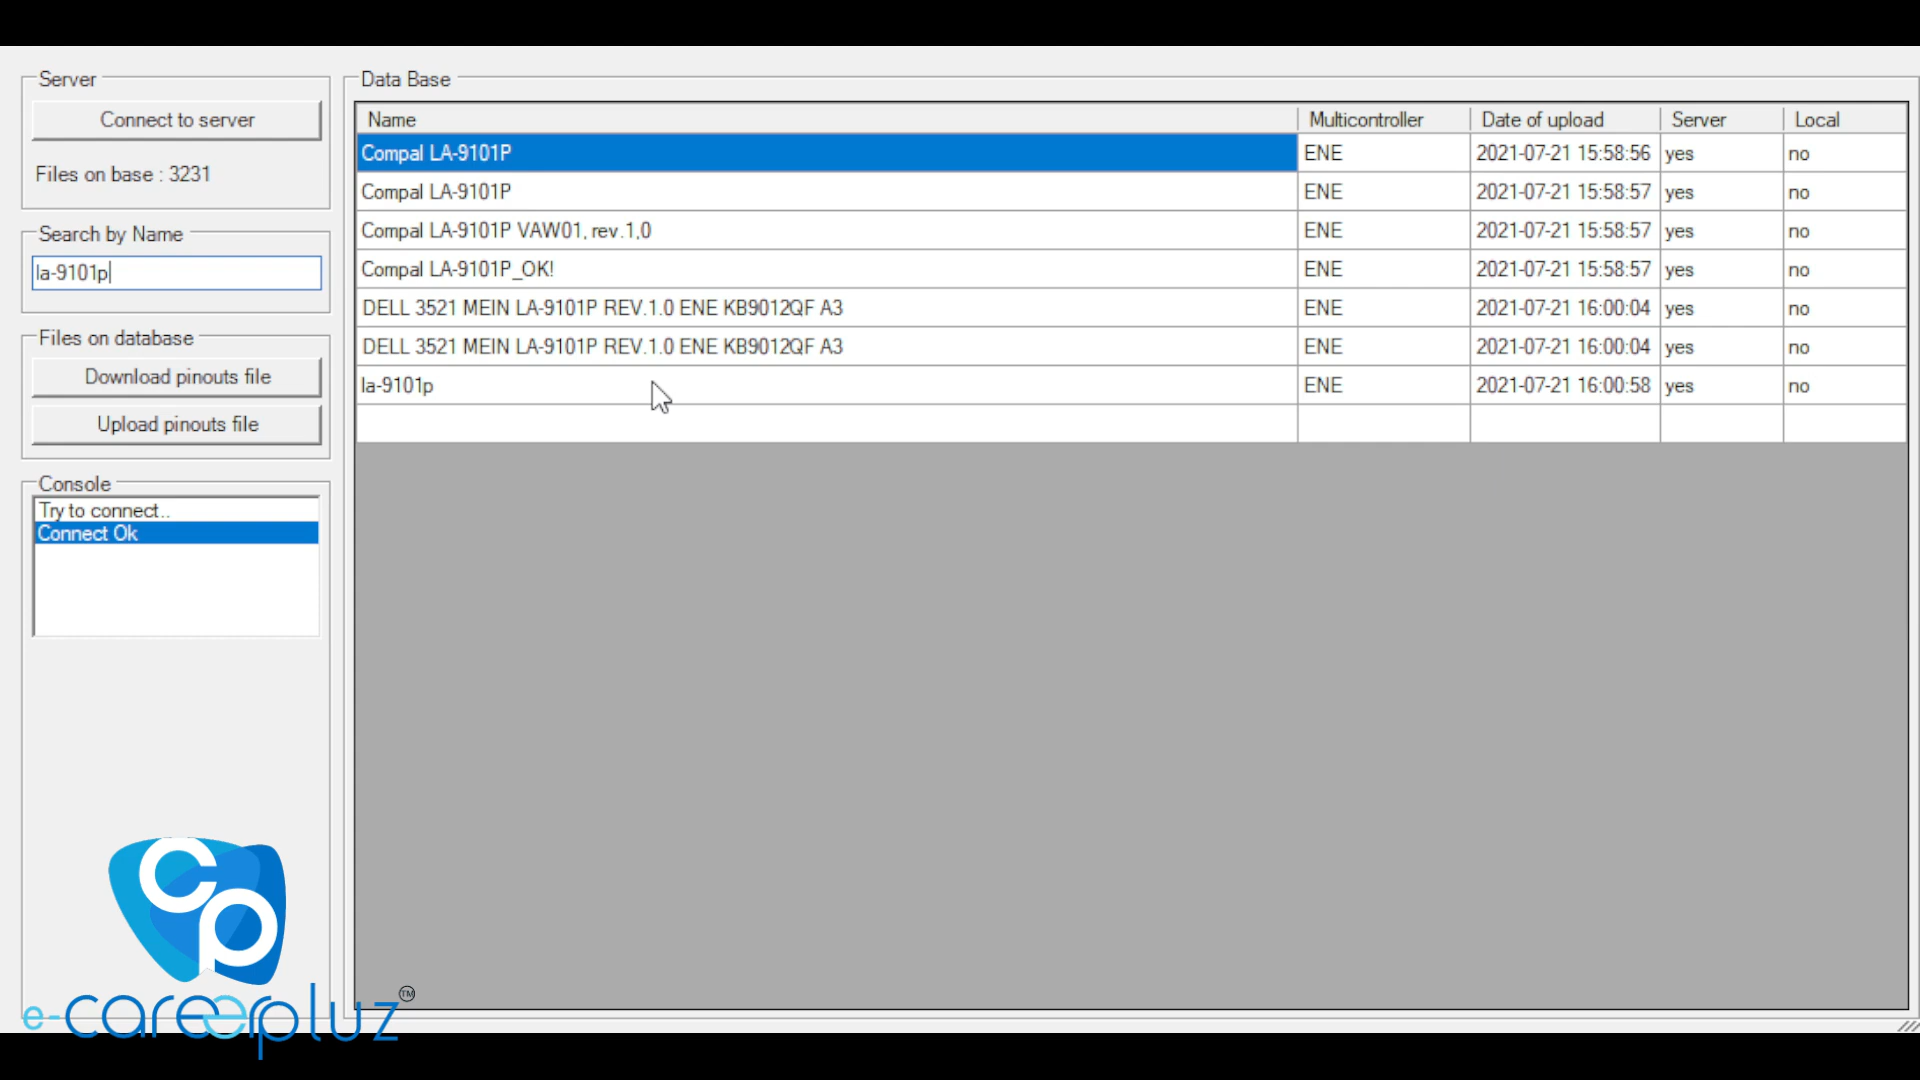 Server
Connect to server
Files on base : 3231
Search by Name
la-9101p
Files on database
Download pinouts file
Upload pinouts file
Console
Try to connect..
Connect Ok
Data Base
Name Multicontroller Date of upload Server Local
Compal LA-9101P ENE 2021-07-21 15:58:56 yes no
Compal LA-9101P ENE 2021-07-21 15:58:57 yes no
Compal LA-9101P VAW01, rev.1,0 ENE 2021-07-21 15:58:57 yes no
Compal LA-9101P_OK! ENE 2021-07-21 15:58:57 yes no
DELL 3521 MEIN LA-9101P REV.1.0 ENE KB9012QF A3 ENE 2021-07-21 16:00:04 yes no
DELL 3521 MEIN LA-9101P REV.1.0 ENE KB9012QF A3 ENE 2021-07-21 16:00:04 yes no
la-9101p ENE 2021-07-21 16:00:58 yes no
cp
e-careerpluz TM